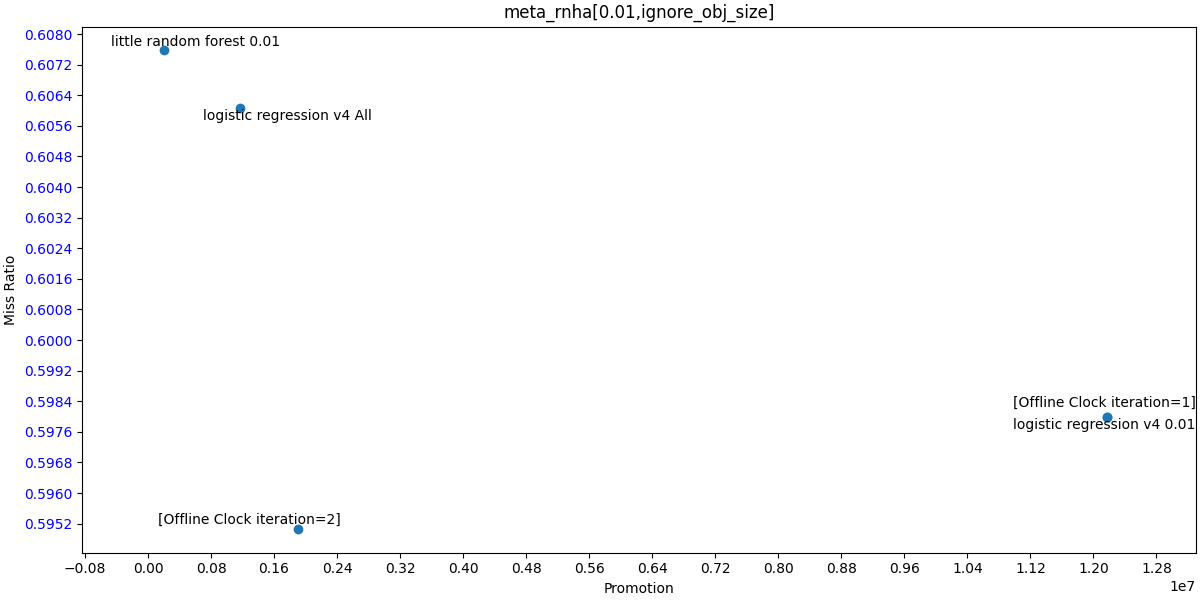 meta_rnha[0.01,ignore_obj_size]
0.6080
0.6072
0.6064
0.6056
0.6048
0.6040
0.6032
0.6024
0.6016
0.6008
0.6000
0.5992
0.5984
0.5976
0.5968
0.5960
0.5952
Miss Ratio
little random forest 0.01
logistic regression v4 All
[Offline Clock iteration=1]
logistic regression v4 0.01
[Offline Clock iteration=2]
−0.08 0.00 0.08 0.16 0.24 0.32 0.40 0.48 0.56 0.64 0.72 0.80 0.88 0.96 1.04 1.12 1.20 1.28
1e7
Promotion